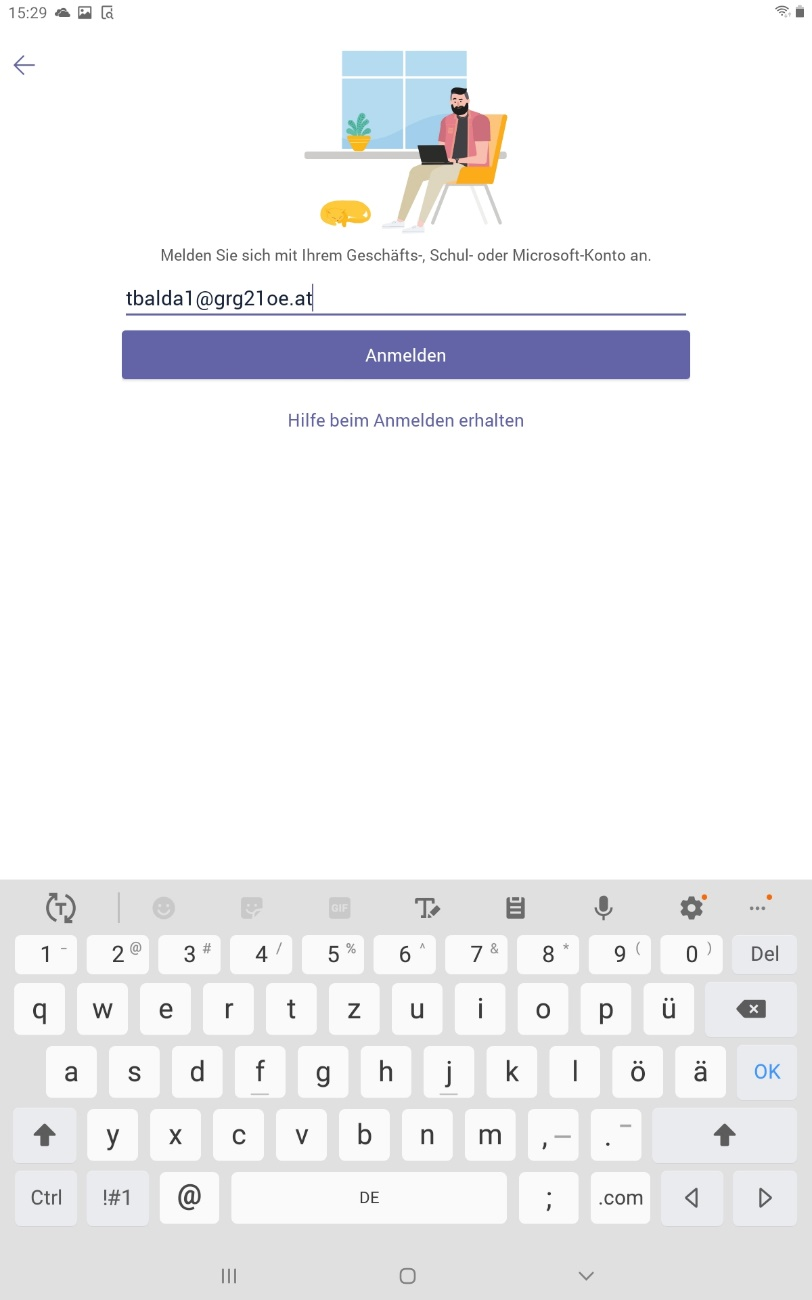 15:29
Melden Sie sich mit Ihrem Geschäfts-, Schul- oder Microsoft-Konto an.
tbalda1@grg21oe.at
Anmelden
Hilfe beim Anmelden erhalten
T GIF T
1 - 2 @ 3 # 4 / 5 % 6 ^ 7 & 8 * 9 ( 0 ) Del
q w e r t z u i o p ü
a s d f g h j k l ö ä OK
y x c v b n m , – . -
Ctrl !#1 @ DE ; .com